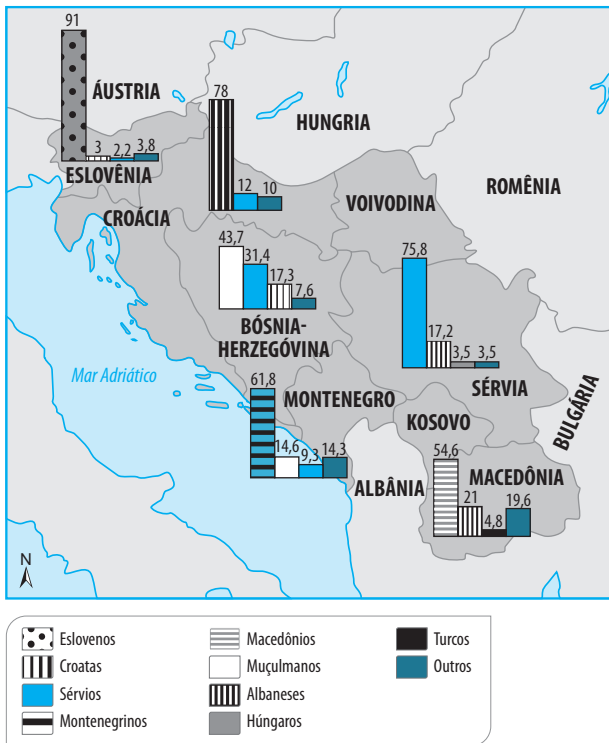 91
ÁUSTRIA
3
2,2
3,8
ESLOVÊNIA
78
HUNGRIA
12
10
ROMÊNIA
CROÁCIA
VOIVODINA
43,7
31,4
17,3
7,6
BÓSNIA-
HERZEGÓVINA
75,8
17,2
3,5
3,5
SÉRVIA
Mar Adriático
61,8
MONTENEGRO
14,6
9,3
14,3
KOSOVO
BULGÁRIA
ALBÂNIA
54,6
MACEDÔNIA
21
4,8
19,6
N
Eslovenos
Croatas
Sérvios
Montenegrinos
Macedônios
Muçulmanos
Albaneses
Húngaros
Turcos
Outros